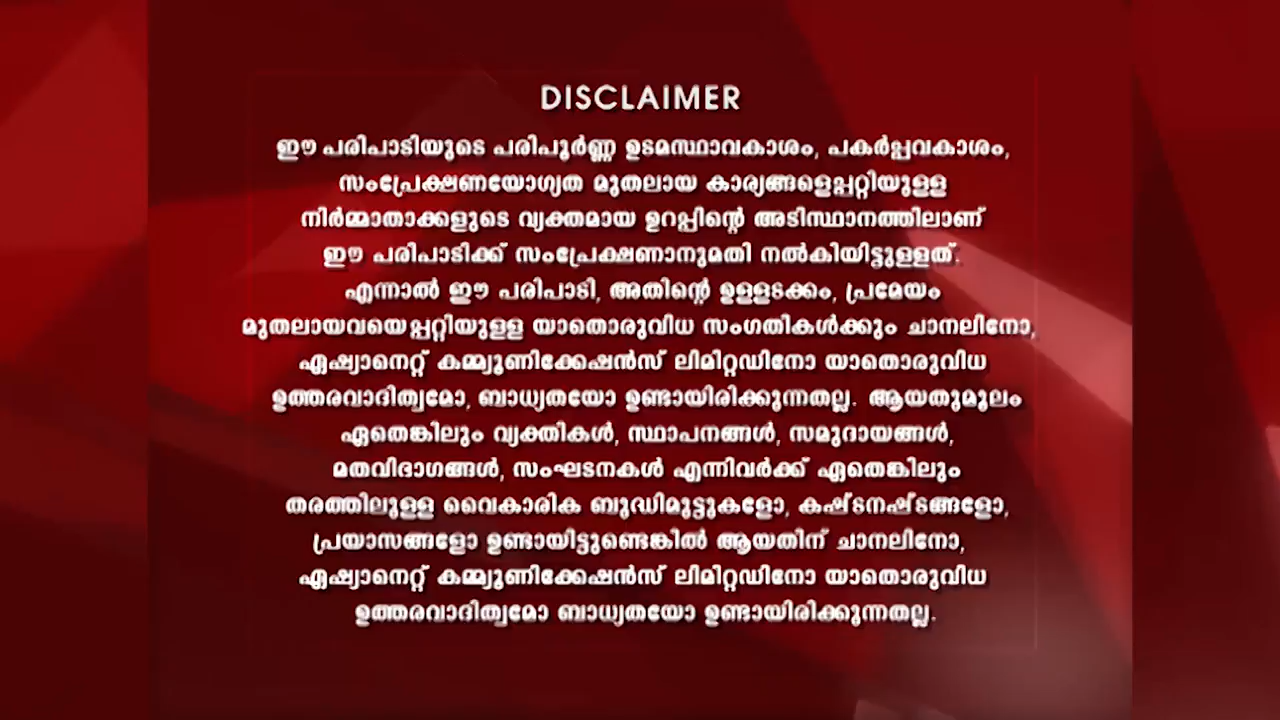 DISCLAIMER
ഈ പരിപാടിയുടെ പരിപൂർണ്ണ ഉടമസ്ഥാവകാശം, പകർപ്പവകാശം,
സംപ്രേക്ഷണയോഗ്യത മുതലായ കാര്യങ്ങളെപ്പറ്റിയുള്ള
നിർമ്മാതാക്കളുടെ വ്യക്തമായ ഉറപ്പിന്റെ അടിസ്ഥാനത്തിലാണ്
ഈ പരിപാടിക്ക് സംപ്രേക്ഷണാനുമതി നൽകിയിട്ടുള്ളത്.
എന്നാൽ ഈ പരിപാടി, അതിന്റെ ഉള്ളടക്കം, പ്രമേയം
മുതലായവയെപ്പറ്റിയുള്ള യാതൊരുവിധ സംഗതികൾക്കും ചാനലിനോ,
ഏഷ്യാനെറ്റ് കമ്മ്യൂണിക്കേഷൻസ് ലിമിറ്റഡിനോ യാതൊരുവിധ
ഉത്തരവാദിത്വമോ, ബാധ്യതയോ ഉണ്ടായിരിക്കുന്നതല്ല. ആയതുമൂലം
ഏതെങ്കിലും വ്യക്തികൾ, സ്ഥാപനങ്ങൾ, സമുദായങ്ങൾ,
മതവിഭാഗങ്ങൾ, സംഘടനകൾ എന്നിവർക്ക് ഏതെങ്കിലും
തരത്തിലുള്ള വൈകാരിക ബുദ്ധിമുട്ടുകളോ, കഷ്ടനഷ്ടങ്ങളോ,
പ്രയാസങ്ങളോ ഉണ്ടായിട്ടുണ്ടെങ്കിൽ ആയതിന് ചാനലിനോ,
ഏഷ്യാനെറ്റ് കമ്മ്യൂണിക്കേഷൻസ് ലിമിറ്റഡിനോ യാതൊരുവിധ
ഉത്തരവാദിത്വമോ ബാധ്യതയോ ഉണ്ടായിരിക്കുന്നതല്ല.